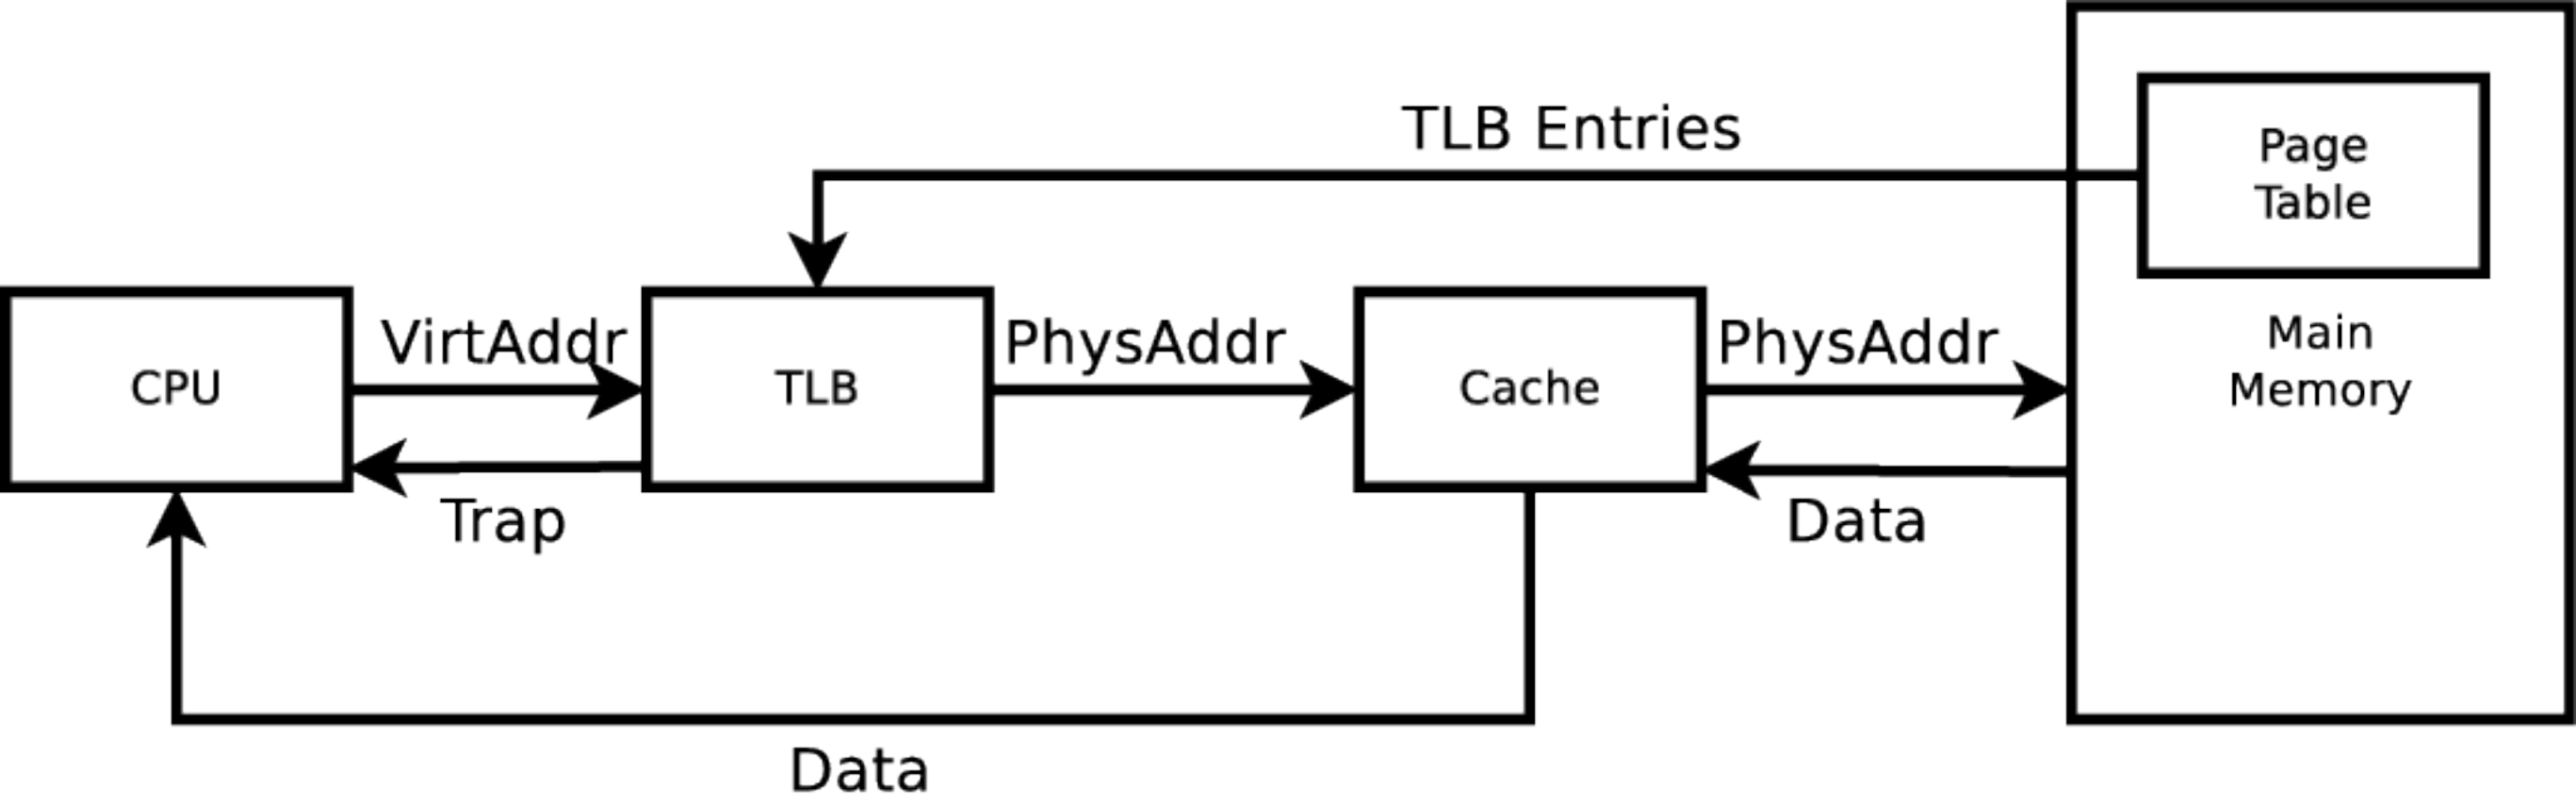 Page
Table
TLB Entries
Main
Memory
VirtAddr
PhysAddr
PhysAddr
CPU
TLB
Cache
Trap
Data
Data